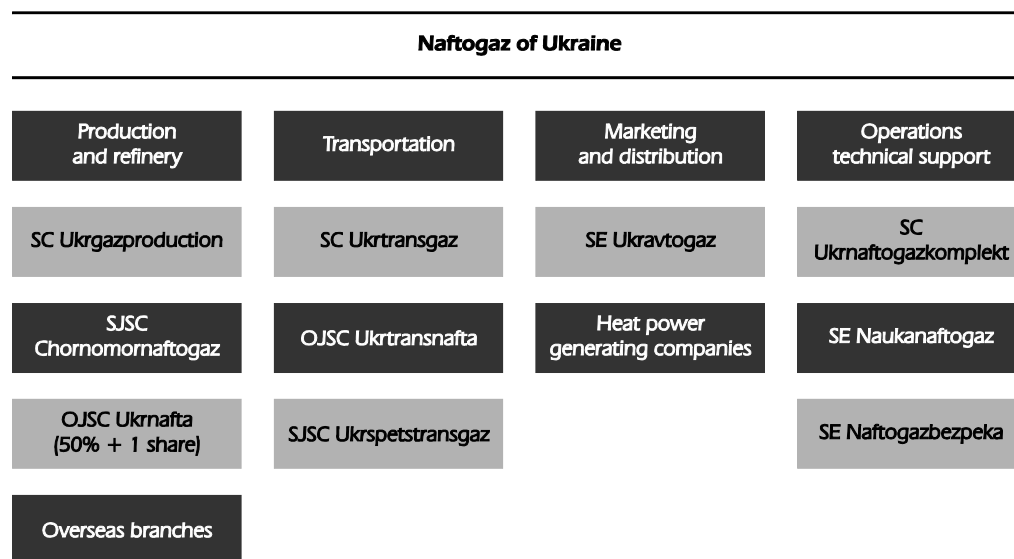 Naftogaz of Ukraine
Production
and refinery
Transportation
Marketing
and distribution
Operations
technical support
SC Ukrgazproduction
SC Ukrtransgaz
SE Ukravtogaz
SC
Ukrnaftogazkomplekt
SJSC
Chornomornaftogaz
OJSC Ukrtransnafta
Heat power
generating companies
SE Naukanaftogaz
OJSC Ukrnafta
(50% + 1 share)
SJSC Ukrspetstransgaz
SE Naftogazbezpeka
Overseas branches